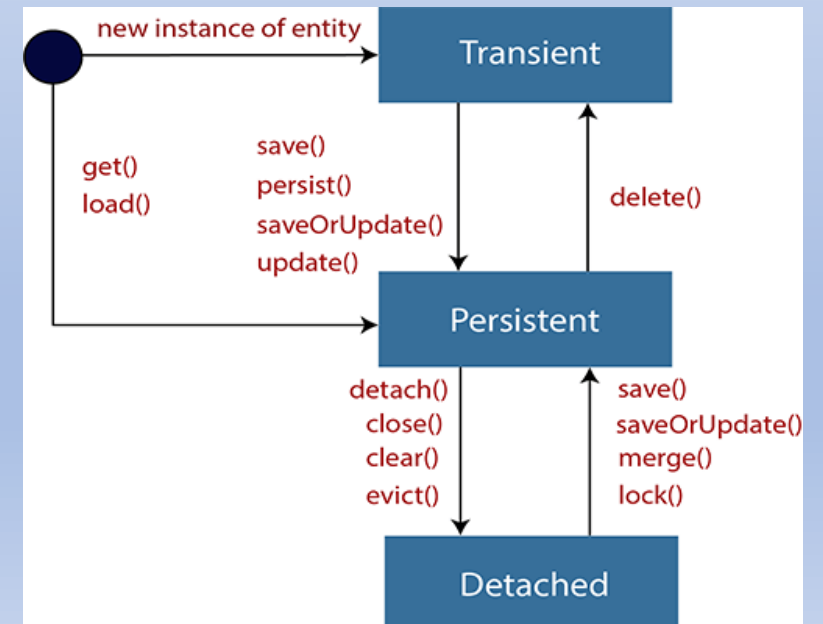 new instance of entity
Transient
get()
load()
save()
persist()
saveOrUpdate()
update()
delete()
Persistent
detach()
close()
clear()
evict()
save()
saveOrUpdate()
merge()
lock()
Detached